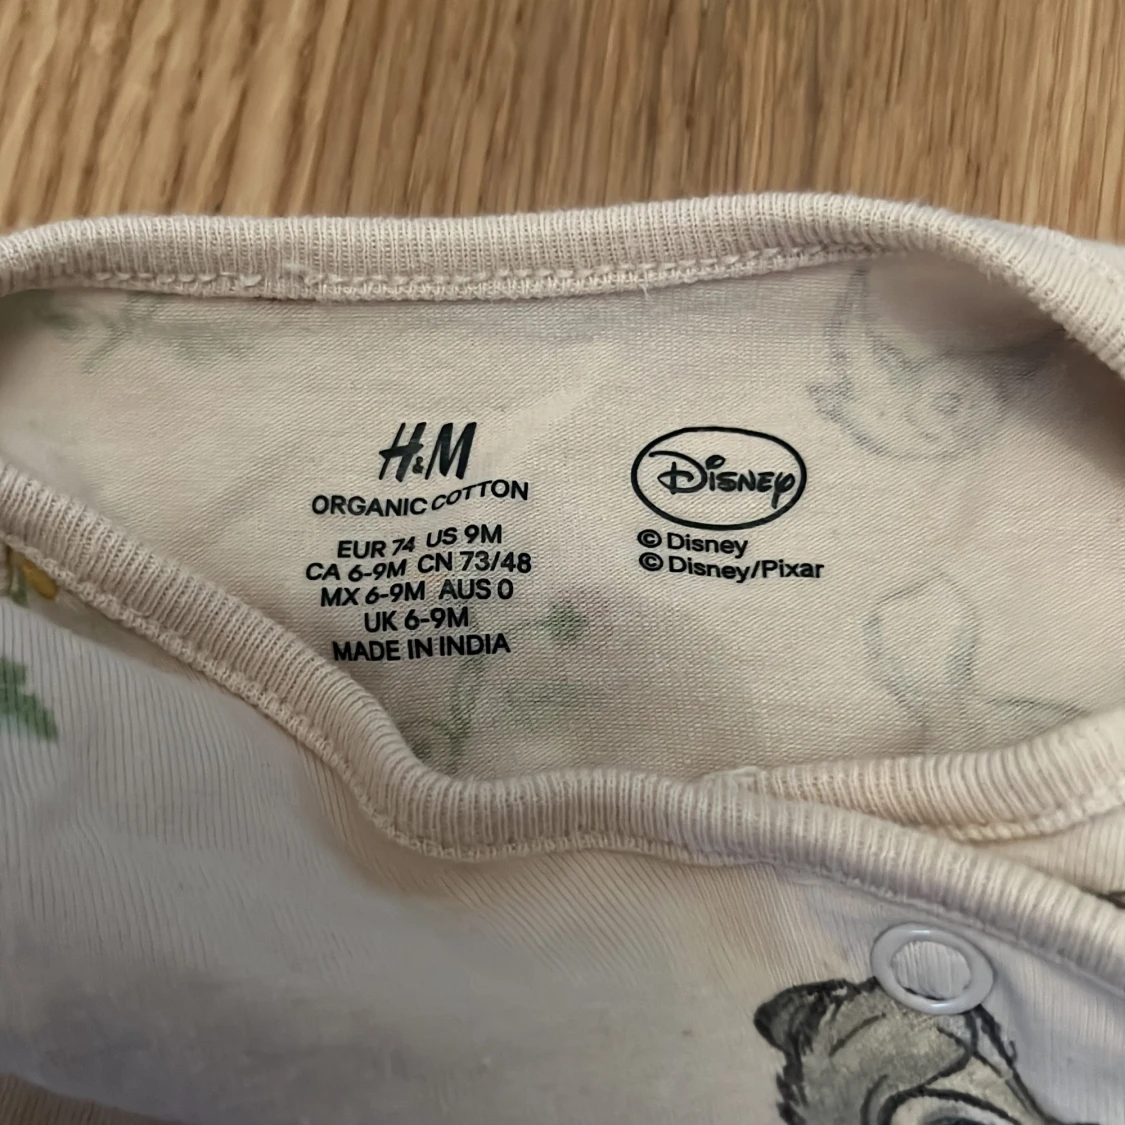 H&M
ORGANIC COTTON
EUR 74 US 9M
CA 6-9M CN 73/48
MX 6-9M AUS 0
UK 6-9M
MADE IN INDIA
Disney
© Disney
© Disney/Pixar